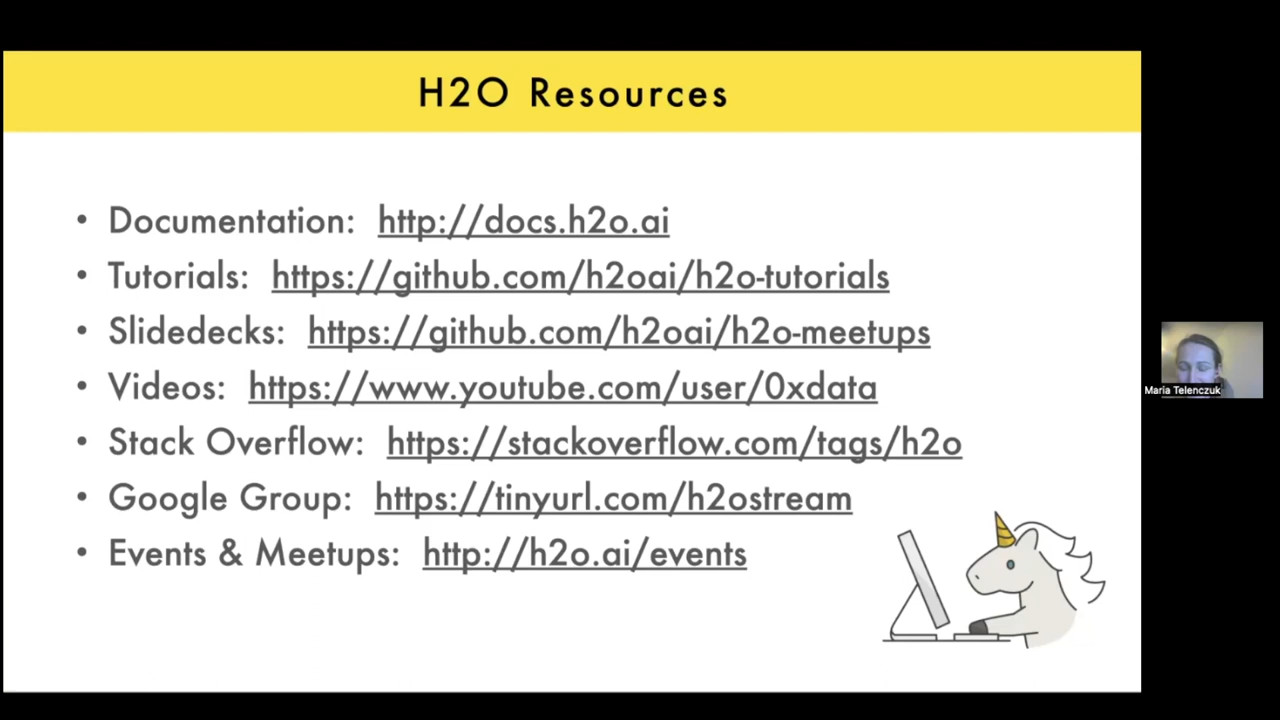 H2O Resources
• Documentation: http://docs.h2o.ai
• Tutorials: https://github.com/h2oai/h2o-tutorials
• Slidedecks: https://github.com/h2oai/h2o-meetups
• Videos: https://www.youtube.com/user/0xdata
• Stack Overflow: https://stackoverflow.com/tags/h2o
• Google Group: https://tinyurl.com/h2ostream
• Events & Meetups: http://h2o.ai/events
Maria Telenczuk